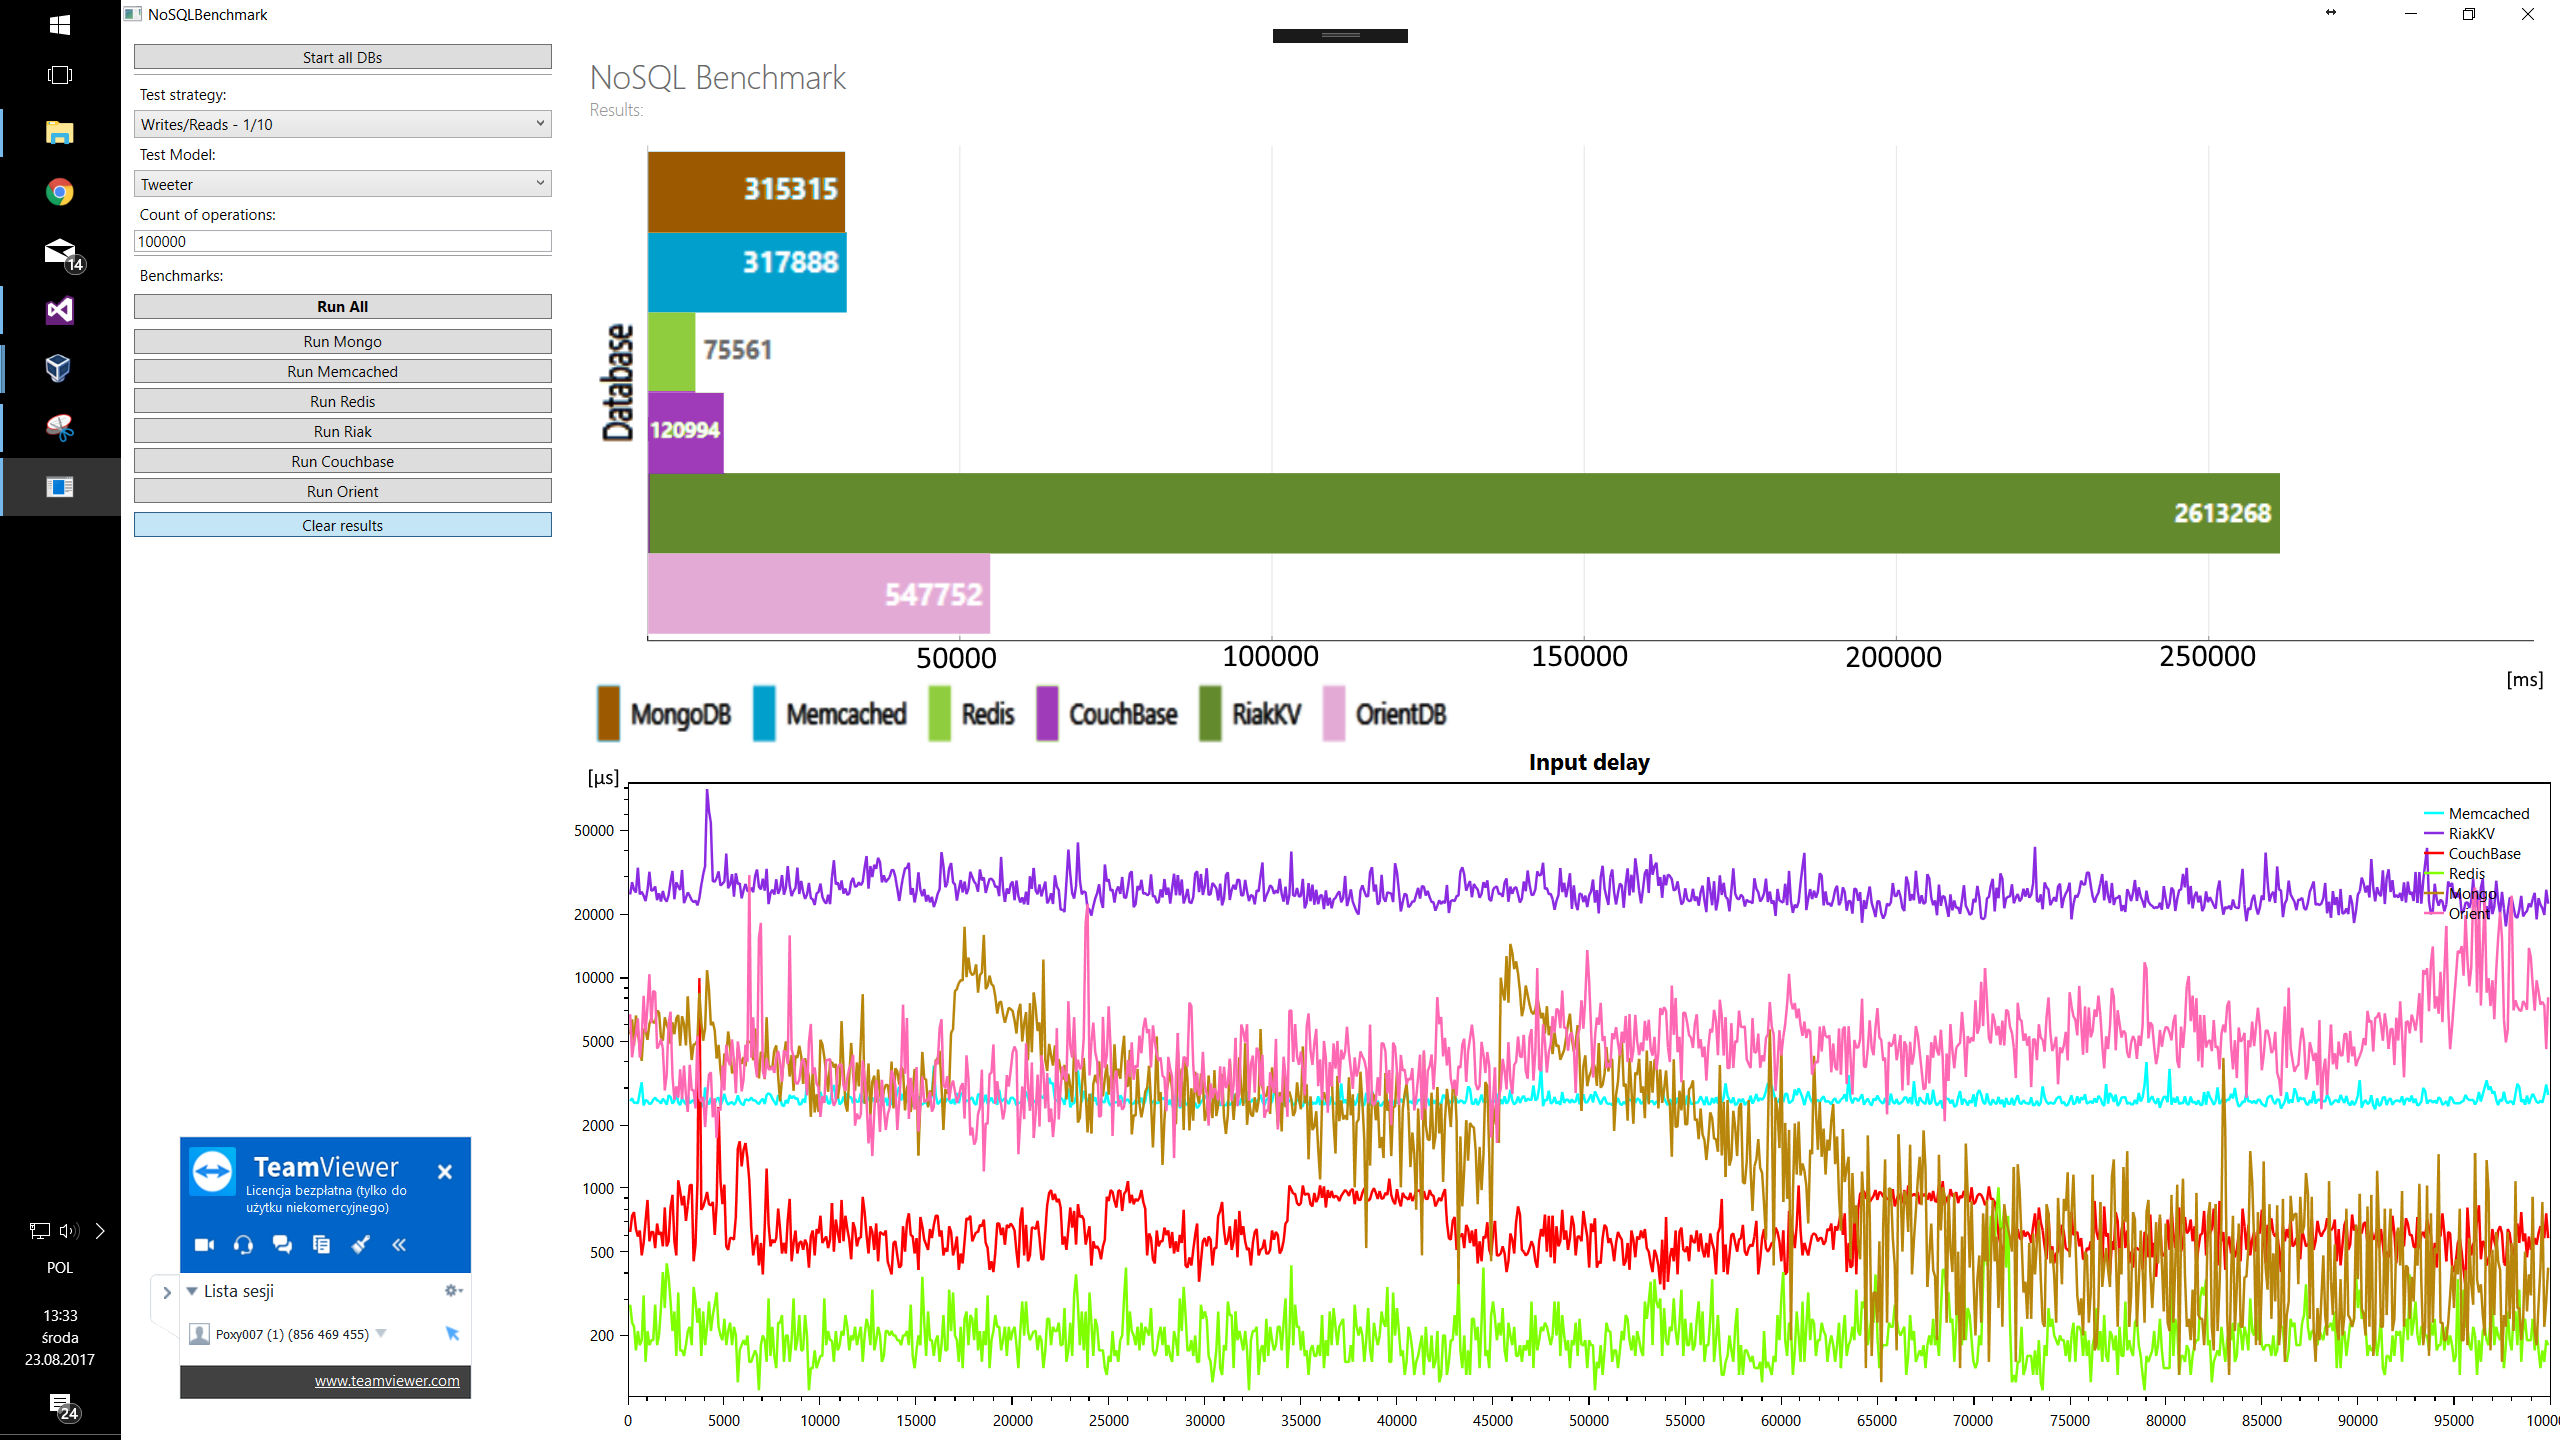 NoSQLBenchmark
Start all DBs
Test strategy:
Writes/Reads - 1/10
Test Model:
Tweeter
Count of operations:
100000
Benchmarks:
Run All
Run Mongo
Run Memcached
Run Redis
Run Riak
Run Couchbase
Run Orient
Clear results
14
NoSQL Benchmark
Results:
Database
315315
317888
75561
120994
2613268
547752
50000 100000 150000 200000 250000
[ms]
MongoDB Memcached Redis CouchBase RiakKV OrientDB
Input delay
[µs]
50000
20000
10000
5000
2000
1000
500
200
Memcached
RiakKV
CouchBase
Redis
Mongo
Orient
0 5000 10000 15000 20000 25000 30000 35000 40000 45000 50000 55000 60000 65000 70000 75000 80000 85000 90000 95000 10000
TeamViewer
Licencja bezpłatna (tylko do
użytku niekomercyjnego)
Lista sesji
Poxy007 (1) (856 469 455)
www.teamviewer.com
POL
13:33
środa
23.08.2017
24